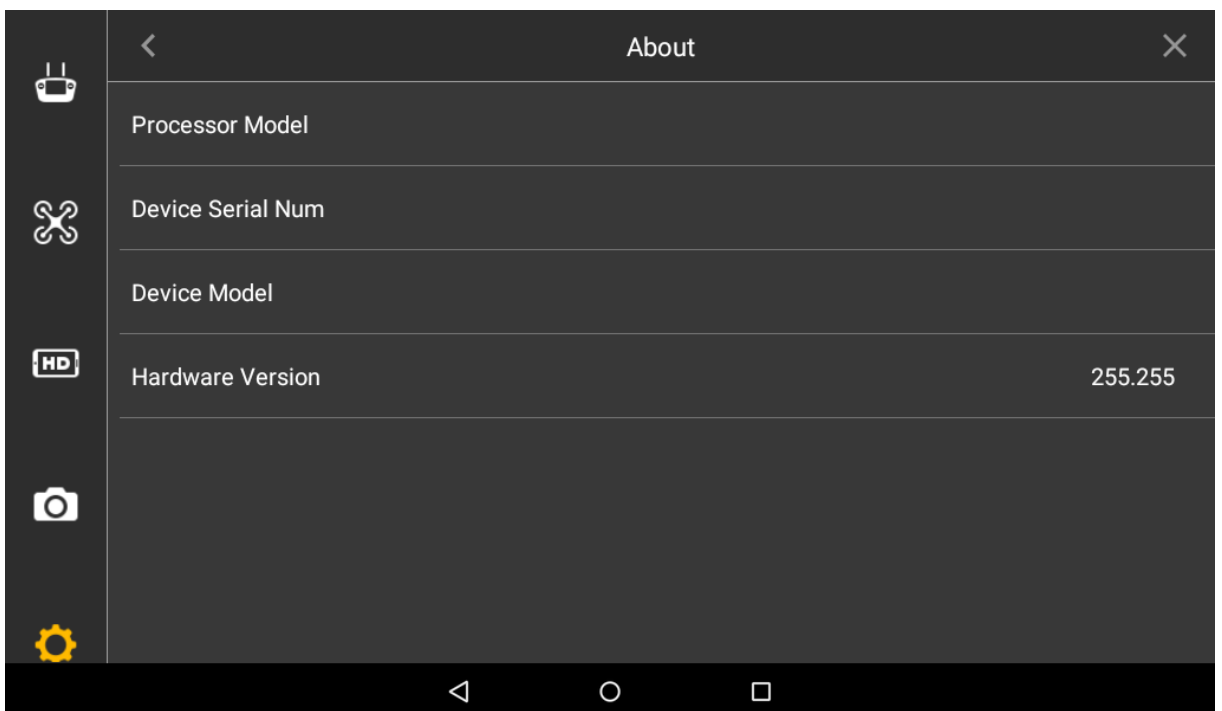 About
Processor Model
Device Serial Num
Device Model
HD
Hardware Version 255.255